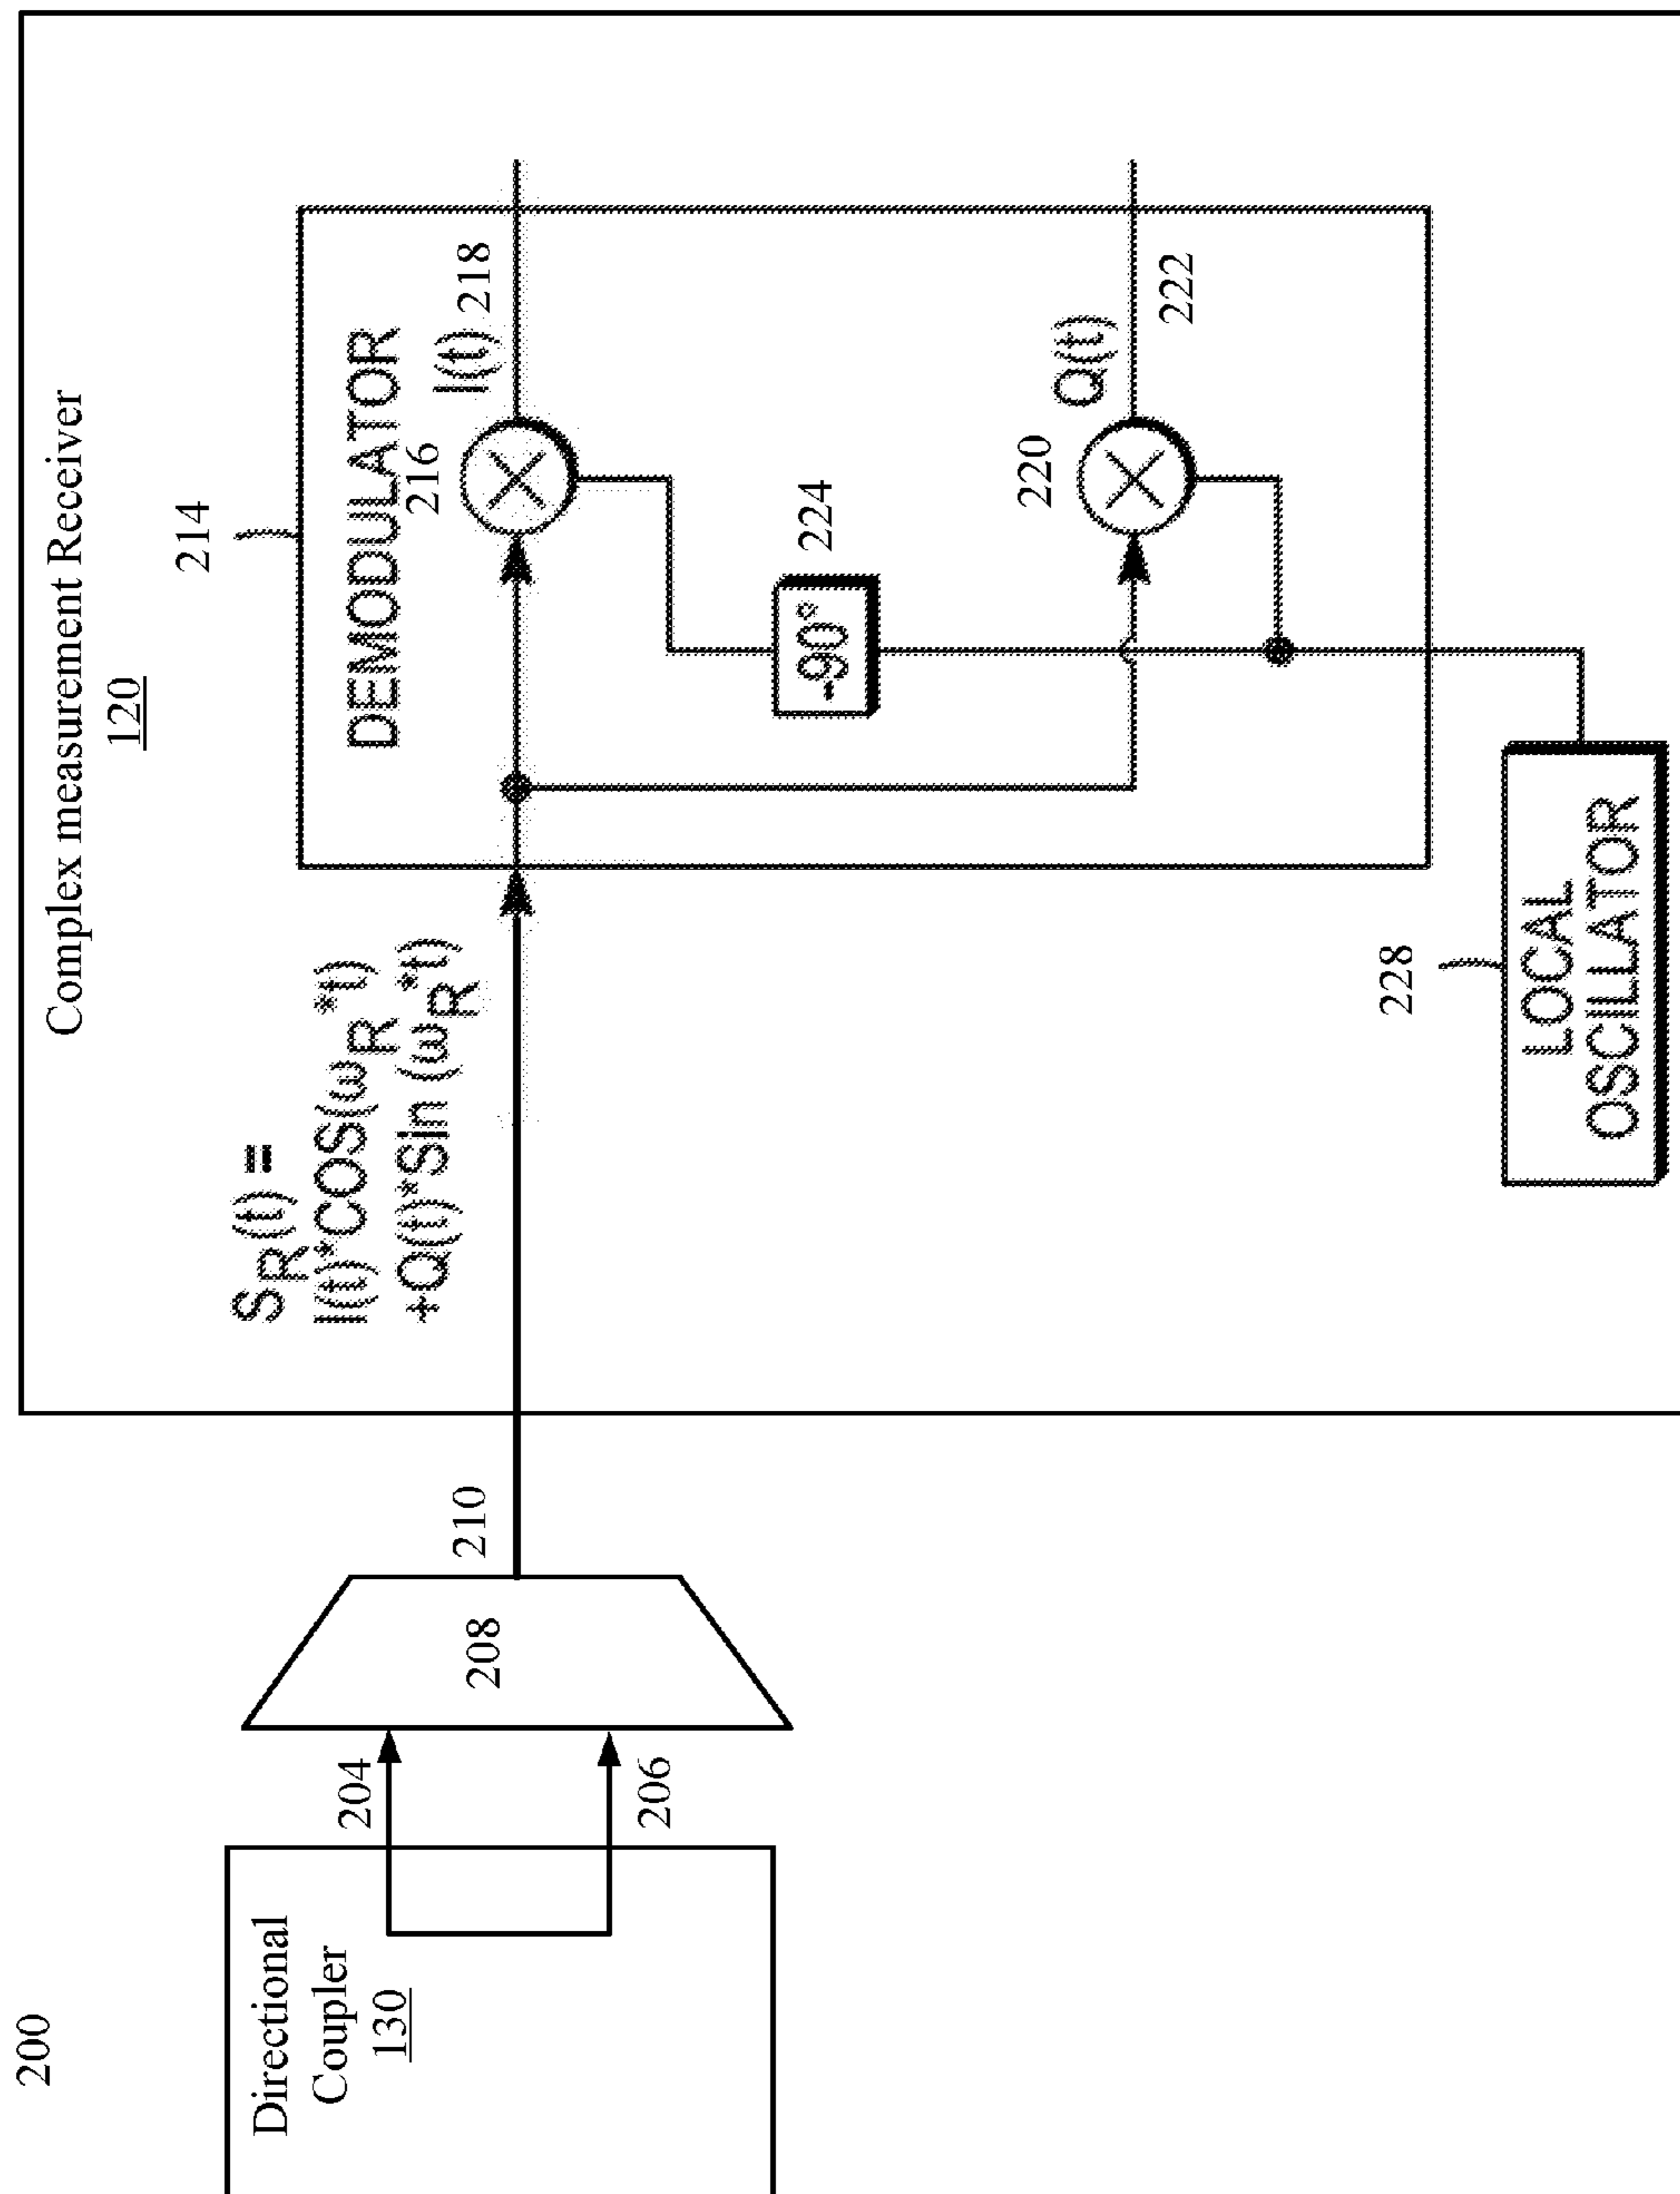 200
Complex measurement Receiver
120
Directional
Coupler
130
204
206
208
210
S_R(t) =
I(t)*COS(ω_R*t)
+Q(t)*SIn (ω_R*t)
214
DEMODULATOR
216
I(t)
218
-90°
224
220
Q(t)
222
228
LOCAL
OSCILLATOR